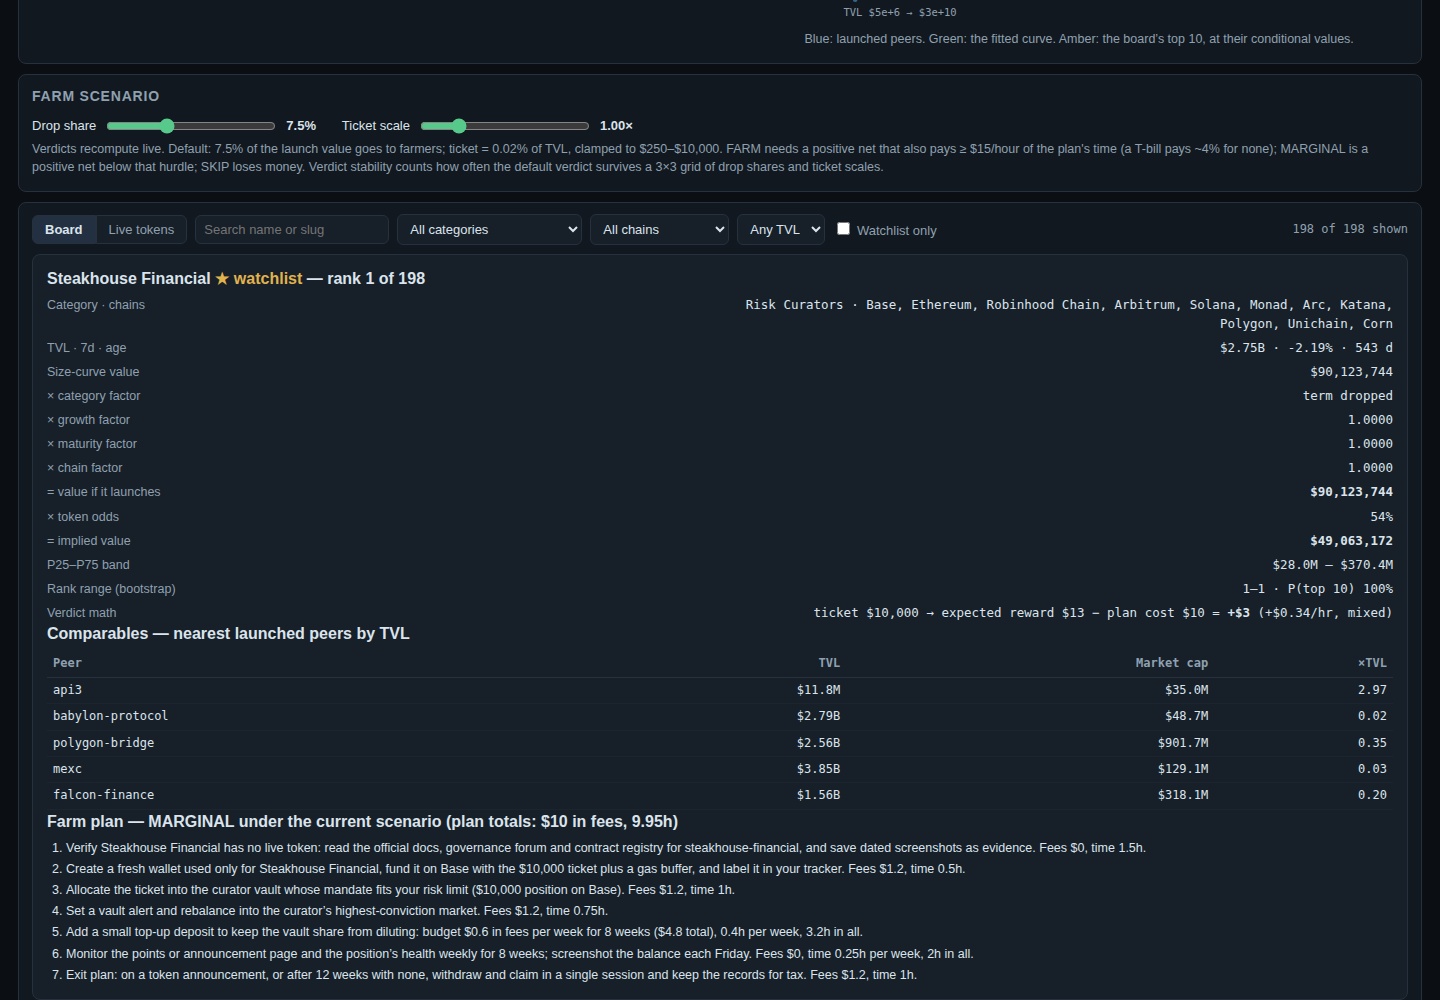 TVL $5e+6 → $3e+10
Blue: launched peers. Green: the fitted curve. Amber: the board's top 10, at their conditional values.
FARM SCENARIO
Drop share 7.5% Ticket scale 1.00×
Verdicts recompute live. Default: 7.5% of the launch value goes to farmers; ticket = 0.02% of TVL, clamped to $250–$10,000. FARM needs a positive net that also pays ≥ $15/hour of the plan's time (a T-bill pays ~4% for none); MARGINAL is a
positive net below that hurdle; SKIP loses money. Verdict stability counts how often the default verdict survives a 3×3 grid of drop shares and ticket scales.
Board Live tokens Search name or slug All categories All chains Any TVL Watchlist only 198 of 198 shown
Steakhouse Financial ★ watchlist — rank 1 of 198
Category · chains Risk Curators · Base, Ethereum, Robinhood Chain, Arbitrum, Solana, Monad, Arc, Katana,
Polygon, Unichain, Corn
TVL · 7d · age $2.75B · -2.19% · 543 d
Size-curve value $90,123,744
× category factor term dropped
× growth factor 1.0000
× maturity factor 1.0000
× chain factor 1.0000
= value if it launches $90,123,744
× token odds 54%
= implied value $49,063,172
P25–P75 band $28.0M – $370.4M
Rank range (bootstrap) 1–1 · P(top 10) 100%
Verdict math ticket $10,000 → expected reward $13 − plan cost $10 = +$3 (+$0.34/hr, mixed)
Comparables — nearest launched peers by TVL
Peer TVL Market cap ×TVL
api3 $11.8M $35.0M 2.97
babylon-protocol $2.79B $48.7M 0.02
polygon-bridge $2.56B $901.7M 0.35
mexc $3.85B $129.1M 0.03
falcon-finance $1.56B $318.1M 0.20
Farm plan — MARGINAL under the current scenario (plan totals: $10 in fees, 9.95h)
1. Verify Steakhouse Financial has no live token: read the official docs, governance forum and contract registry for steakhouse-financial, and save dated screenshots as evidence. Fees $0, time 1.5h.
2. Create a fresh wallet used only for Steakhouse Financial, fund it on Base with the $10,000 ticket plus a gas buffer, and label it in your tracker. Fees $1.2, time 0.5h.
3. Allocate the ticket into the curator vault whose mandate fits your risk limit ($10,000 position on Base). Fees $1.2, time 1h.
4. Set a vault alert and rebalance into the curator's highest-conviction market. Fees $1.2, time 0.75h.
5. Add a small top-up deposit to keep the vault share from diluting: budget $0.6 in fees per week for 8 weeks ($4.8 total), 0.4h per week, 3.2h in all.
6. Monitor the points or announcement page and the position's health weekly for 8 weeks; screenshot the balance each Friday. Fees $0, time 0.25h per week, 2h in all.
7. Exit plan: on a token announcement, or after 12 weeks with none, withdraw and claim in a single session and keep the records for tax. Fees $1.2, time 1h.